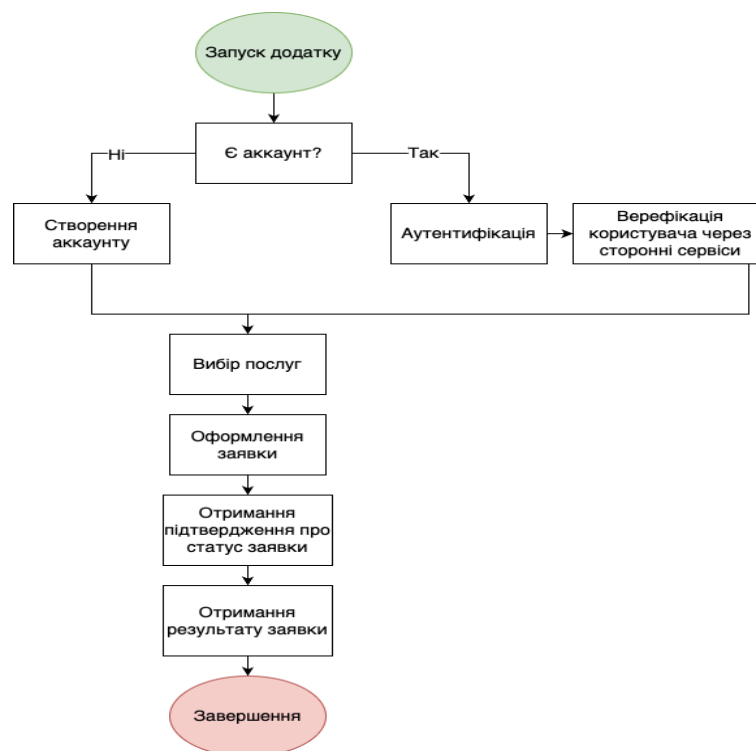 Запуск додатку
Є аккаунт?
Ні
Так
Створення
аккаунту
Аутентифікація
Верефікація
користувача через
сторонні сервіси
Вибір послуг
Оформлення
заявки
Отримання
підтвердження про
статус заявки
Отримання
результату заявки
Завершення